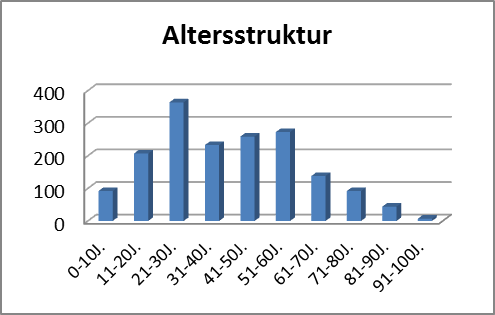 Altersstruktur
400
300
200
100
0
0-10J.
11-20J.
21-30J.
31-40J.
41-50J.
51-60J.
61-70J.
71-80J.
81-90J.
91-100J.